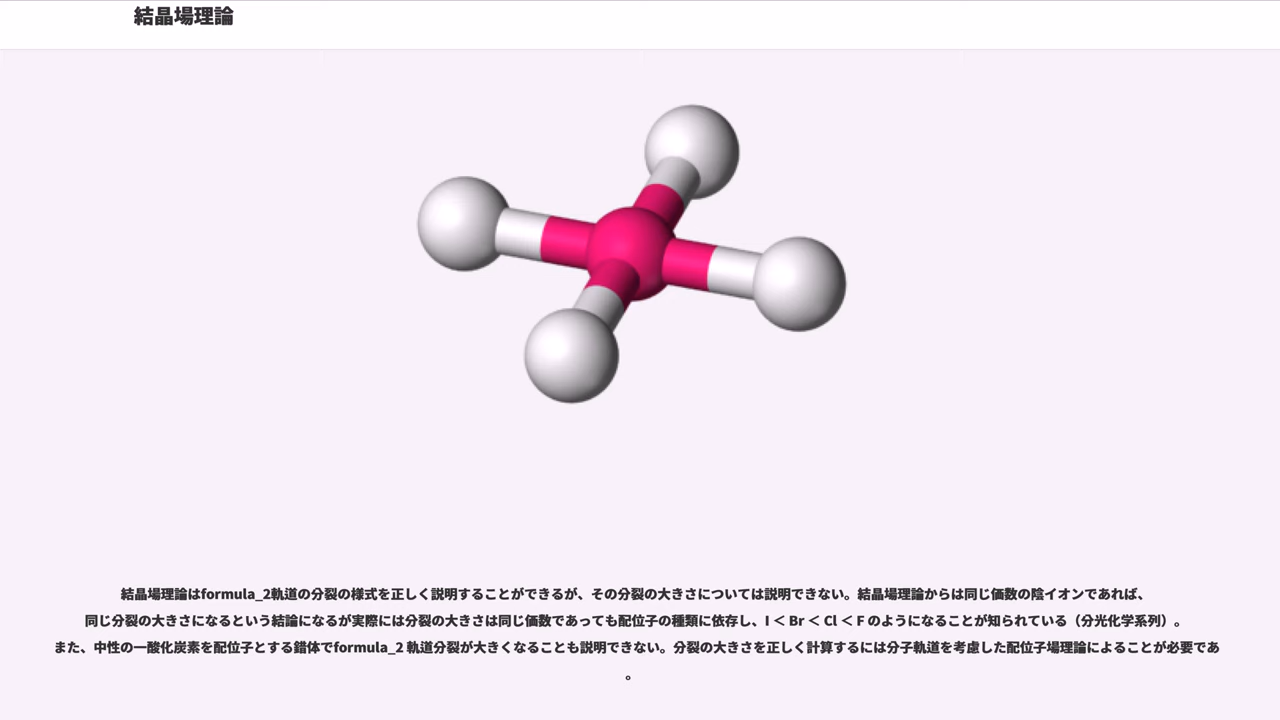 結晶場理論
結晶場理論はformula_2軌道の分裂の様式を正しく説明することができるが、その分裂の大きさについては説明できない。結晶場理論からは同じ価数の陰イオンであれば、
同じ分裂の大きさになるという結論になるが実際には分裂の大きさは同じ価数であっても配位子の種類に依存し、I < Br < Cl < F のようになることが知られている（分光化学系列）。
また、中性の一酸化炭素を配位子とする錯体でformula_2 軌道分裂が大きくなることも説明できない。分裂の大きさを正しく計算するには分子軌道を考慮した配位子場理論によることが必要であ
。